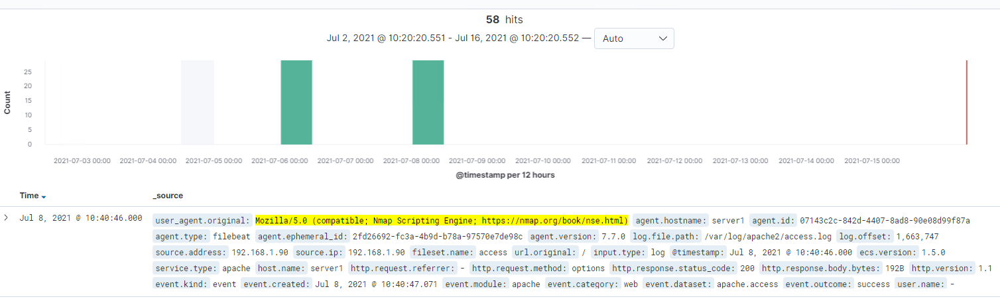 58 hits
Jul 2, 2021 @ 10:20:20.551 - Jul 16, 2021 @ 10:20:20.552 — Auto
Count
25
20
15
10
5
0
2021-07-03 00:00 2021-07-04 00:00 2021-07-05 00:00 2021-07-06 00:00 2021-07-07 00:00 2021-07-08 00:00 2021-07-09 00:00 2021-07-10 00:00 2021-07-11 00:00 2021-07-12 00:00 2021-07-13 00:00 2021-07-14 00:00 2021-07-15 00:00
@timestamp per 12 hours
Time _source
Jul 8, 2021 @ 10:40:46.000 user_agent.original: Mozilla/5.0 (compatible; Nmap Scripting Engine; https://nmap.org/book/nse.html) agent.hostname: server1 agent.id: 07143c2c-842d-4407-8ad8-90e08d99f87a
agent.type: filebeat agent.ephemeral_id: 2fd26692-fc3a-4b9d-b78a-97570e7de98c agent.version: 7.7.0 log.file.path: /var/log/apache2/access.log log.offset: 1,663,747
source.address: 192.168.1.90 source.ip: 192.168.1.90 fileset.name: access url.original: / input.type: log @timestamp: Jul 8, 2021 @ 10:40:46.000 ecs.version: 1.5.0
service.type: apache host.name: server1 http.request.referrer: - http.request.method: options http.response.status_code: 200 http.response.body.bytes: 192B http.version: 1.1
event.kind: event event.created: Jul 8, 2021 @ 10:40:47.071 event.module: apache event.category: web event.dataset: apache.access event.outcome: success user.name: -